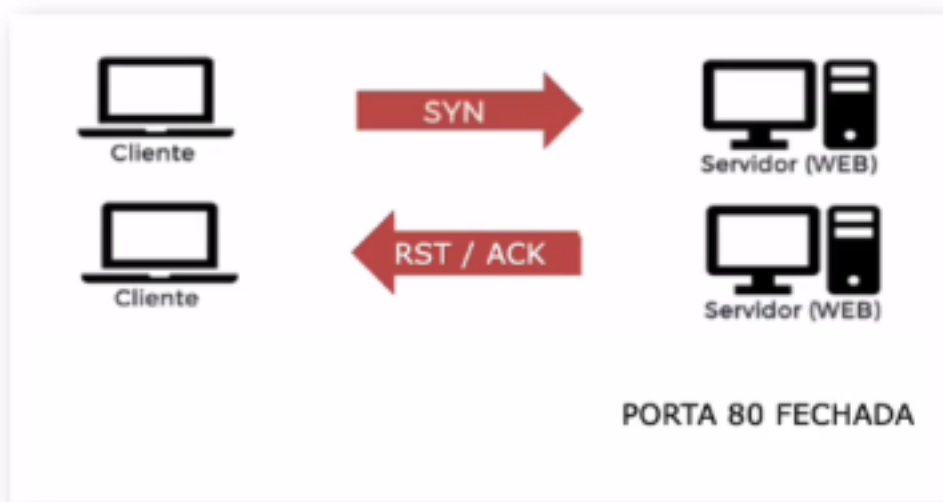 SYN
Cliente
Servidor (WEB)
RST / ACK
Cliente
Servidor (WEB)
PORTA 80 FECHADA